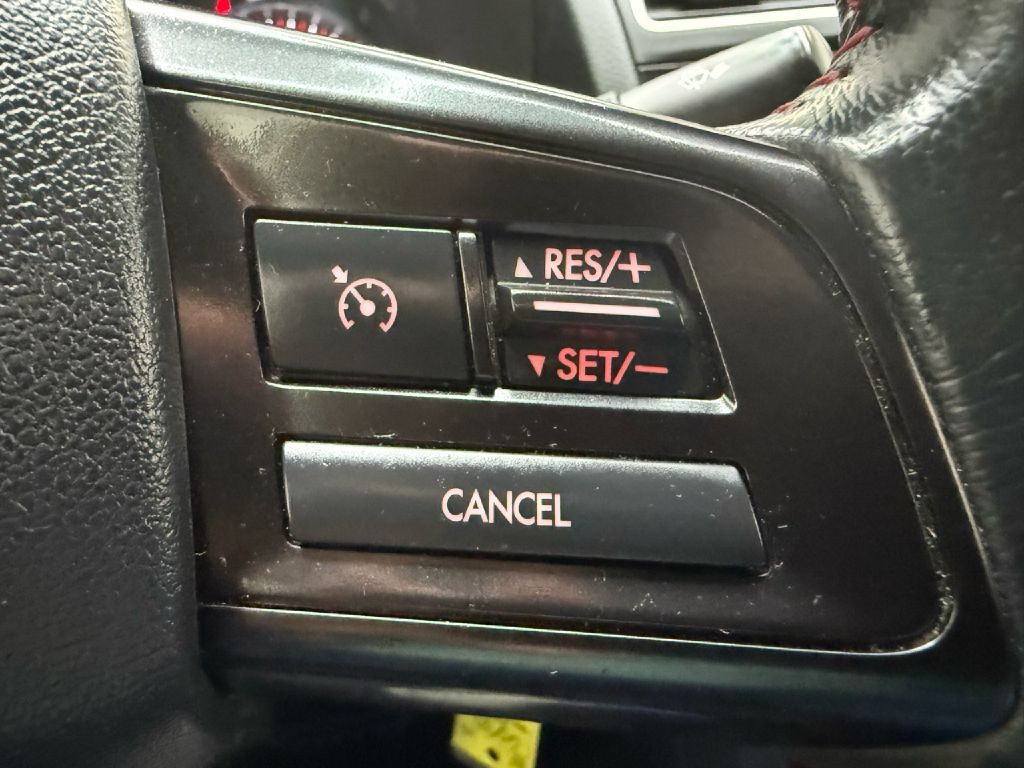 ▲ RES/+
▼ SET/−
CANCEL